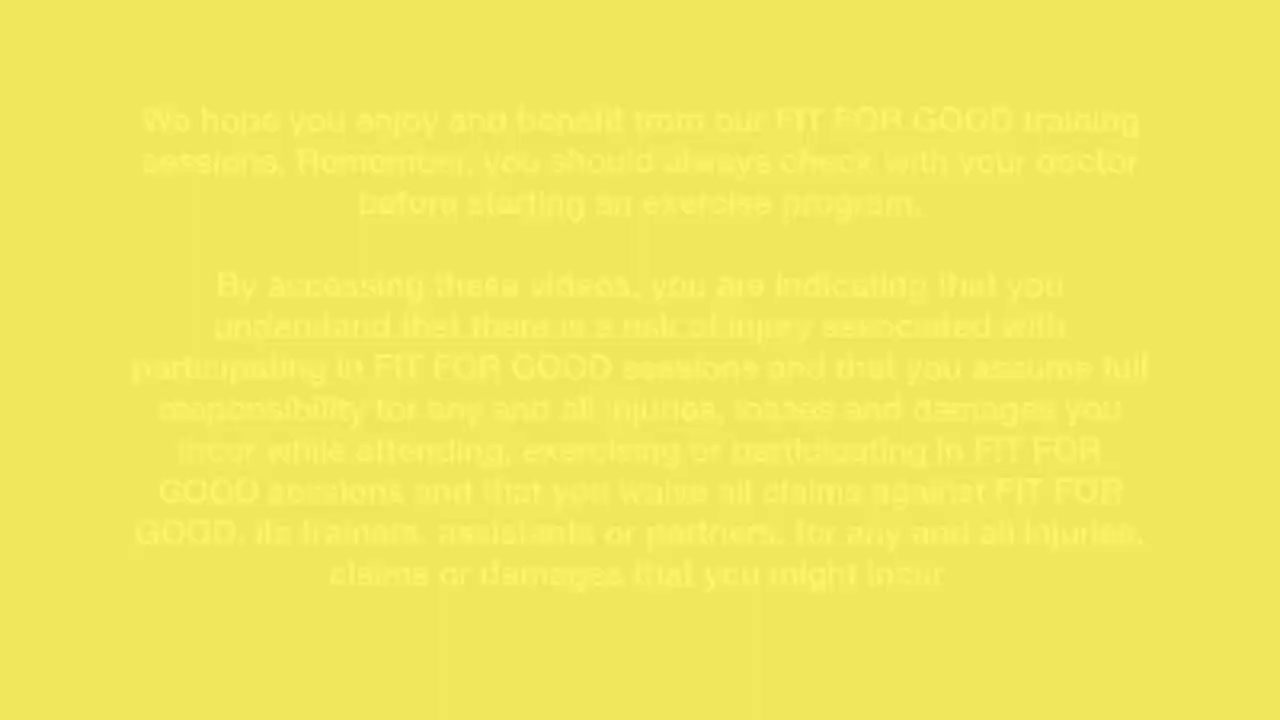 We hope you enjoy and benefit from our FIT FOR GOOD training
sessions. Remember, you should always check with your doctor
before starting an exercise program.
By accessing these videos, you are indicating that you
understand that there is a risk of injury associated with
participating in FIT FOR GOOD sessions and that you assume full
responsibility for any and all injuries, losses and damages you
incur while attending, exercising or participating in FIT FOR
GOOD sessions and that you waive all claims against FIT FOR
GOOD, its trainers, assistants or partners, for any and all injuries,
claims or damages that you might incur